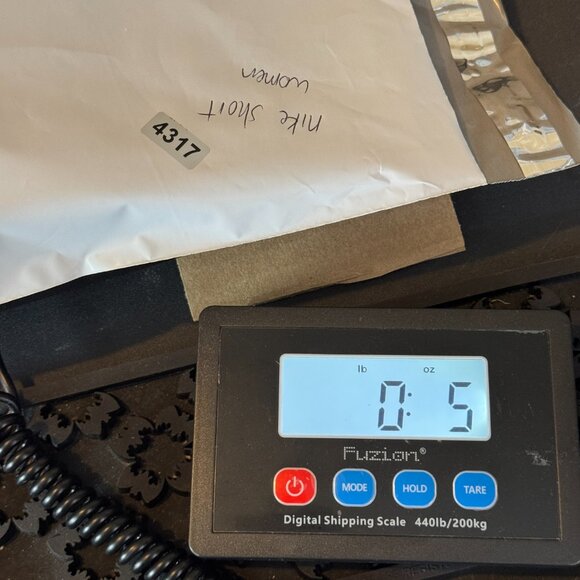 nike short
women
4317
lb oz
0: 5
Fuzion®
MODE HOLD TARE
Digital Shipping Scale 440lb/200kg